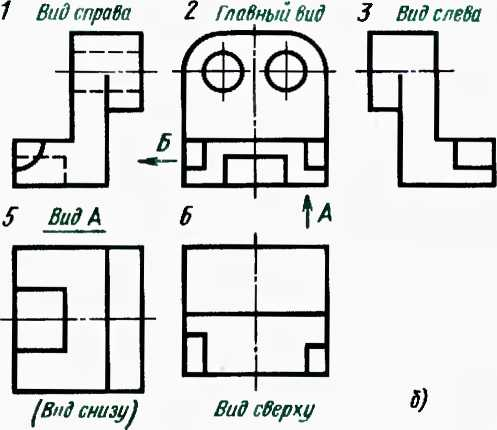 1 Вид справа
2 Главный вид
3 Вид слева
Б
А
5 Вид А
6
(Вид снизу)
Вид сверху
б)